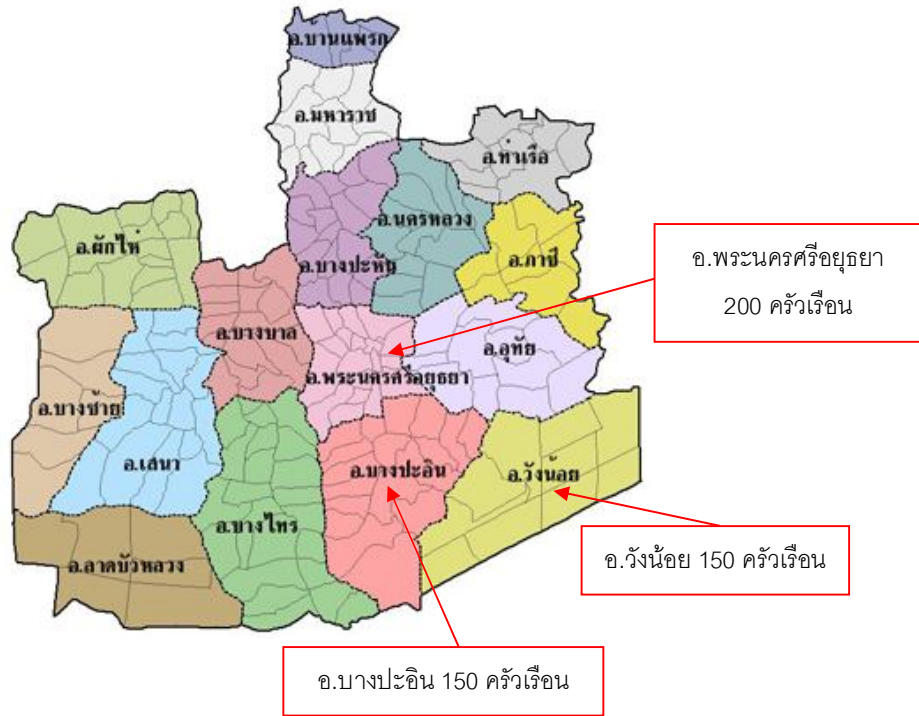 อ.บ้านแพรก
อ.มหาราช
อ.ท่าเรือ
อ.นครหลวง
อ.ผักไห่
อ.บางปะหัน
อ.ภาชี
อ.พระนครศรีอยุธยา
200 ครัวเรือน
อ.บางบาล
อ.อุทัย
อ.พระนครศรีอยุธยา
อ.บางซ้าย
อ.เสนา
อ.บางปะอิน
อ.วังน้อย
อ.บางไทร
อ.ลาดบัวหลวง
อ.วังน้อย 150 ครัวเรือน
อ.บางปะอิน 150 ครัวเรือน